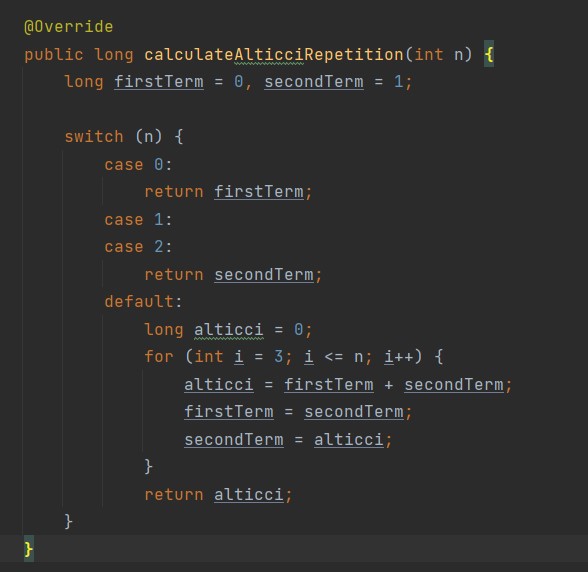 @Override
public long calculateAlticciRepetition(int n) {
    long firstTerm = 0, secondTerm = 1;

    switch (n) {
        case 0:
            return firstTerm;
        case 1:
        case 2:
            return secondTerm;
        default:
            long alticci = 0;
            for (int i = 3; i <= n; i++) {
                alticci = firstTerm + secondTerm;
                firstTerm = secondTerm;
                secondTerm = alticci;
            }
            return alticci;
    }
}